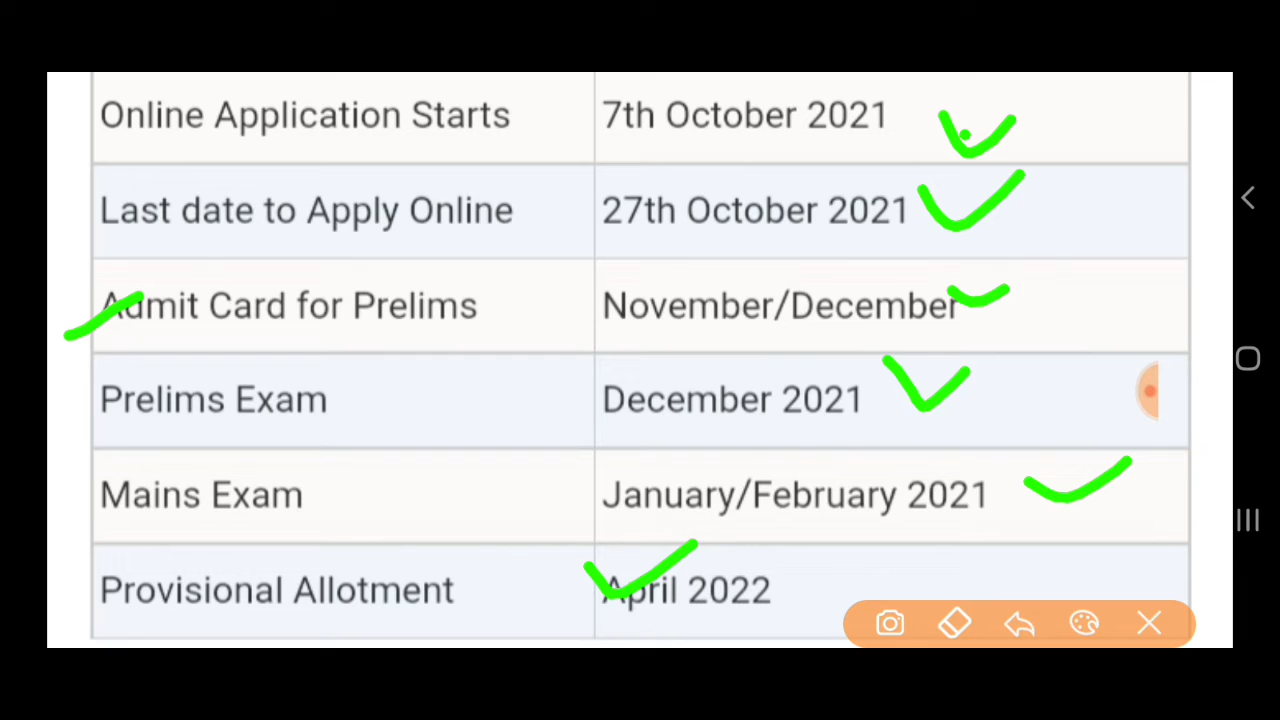 Online Application Starts 7th October 2021
Last date to Apply Online 27th October 2021
Admit Card for Prelims November/December
Prelims Exam December 2021
Mains Exam January/February 2021
Provisional Allotment April 2022